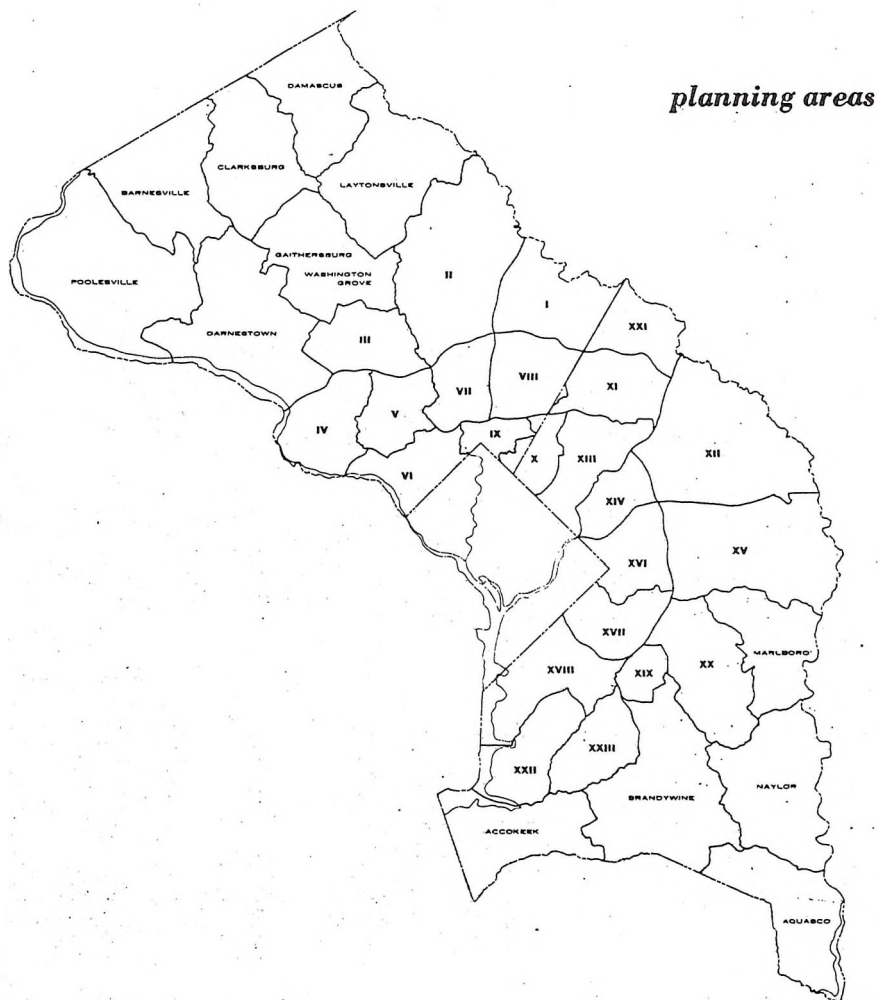 planning areas
DAMASCUS
CLARKSBURG
BARNESVILLE
LAYTONSVILLE
GAITHERSBURG
WASHINGTON
GROVE
POOLESVILLE
DARNESTOWN
II
I
III
XXI
VIII
VII
XI
IV
V
IX
X
XIII
XII
VI
XIV
XVI
XV
XVII
MARLBORO
XVIII
XIX
XX
XXII
XXIII
BRANDYWINE
NAYLOR
ACCOKEEK
AQUASCO